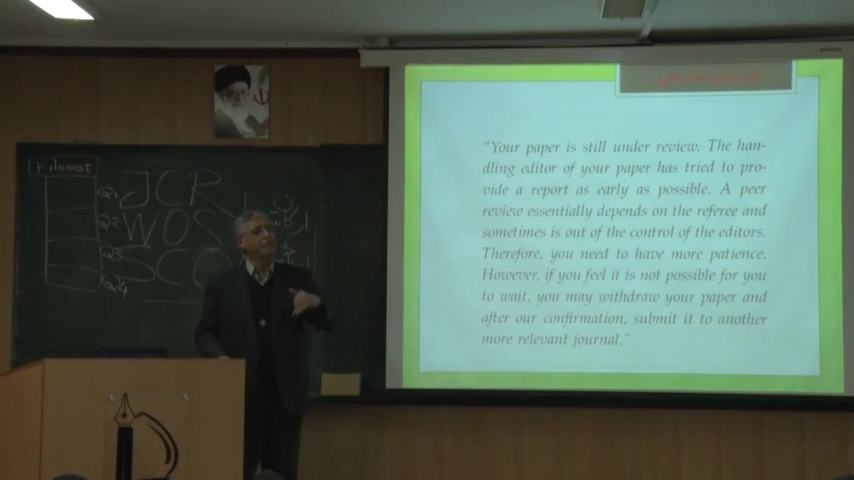 Filomat
Q1
Q2
Q3
Q4
JCR
WOS
SCO
"Your paper is still under review. The han-
dling editor of your paper has tried to pro-
vide a report as early as possible. A peer
review essentially depends on the referee and
sometimes is out of the control of the editors.
Therefore, you need to have more patience.
However, if you feel it is not possible for you
to wait, you may withdraw your paper and
after our confirmation, submit it to another
more relevant journal."